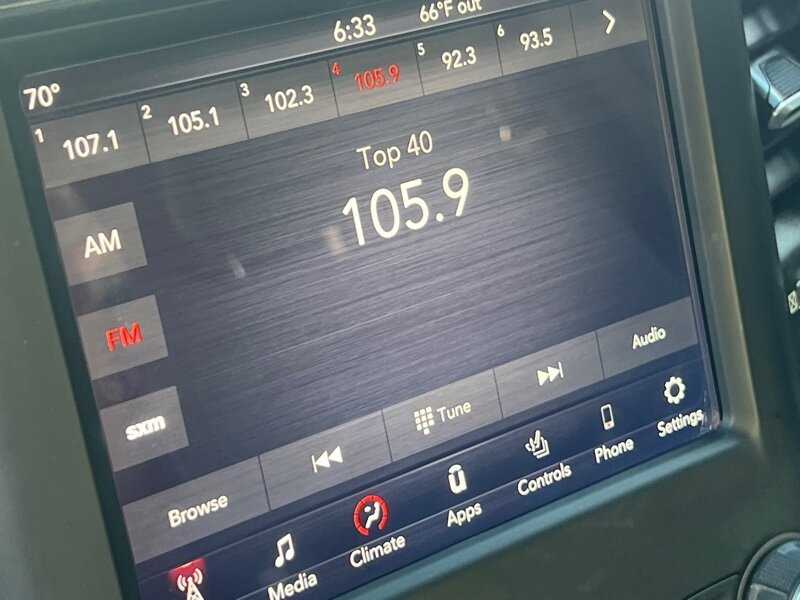 6:33 66°F out
70°
1 107.1 2 105.1 3 102.3 4 105.9 5 92.3 6 93.5
Top 40
105.9
AM
FM
sxm
Browse Tune Audio
Media Climate Apps Controls Phone Settings